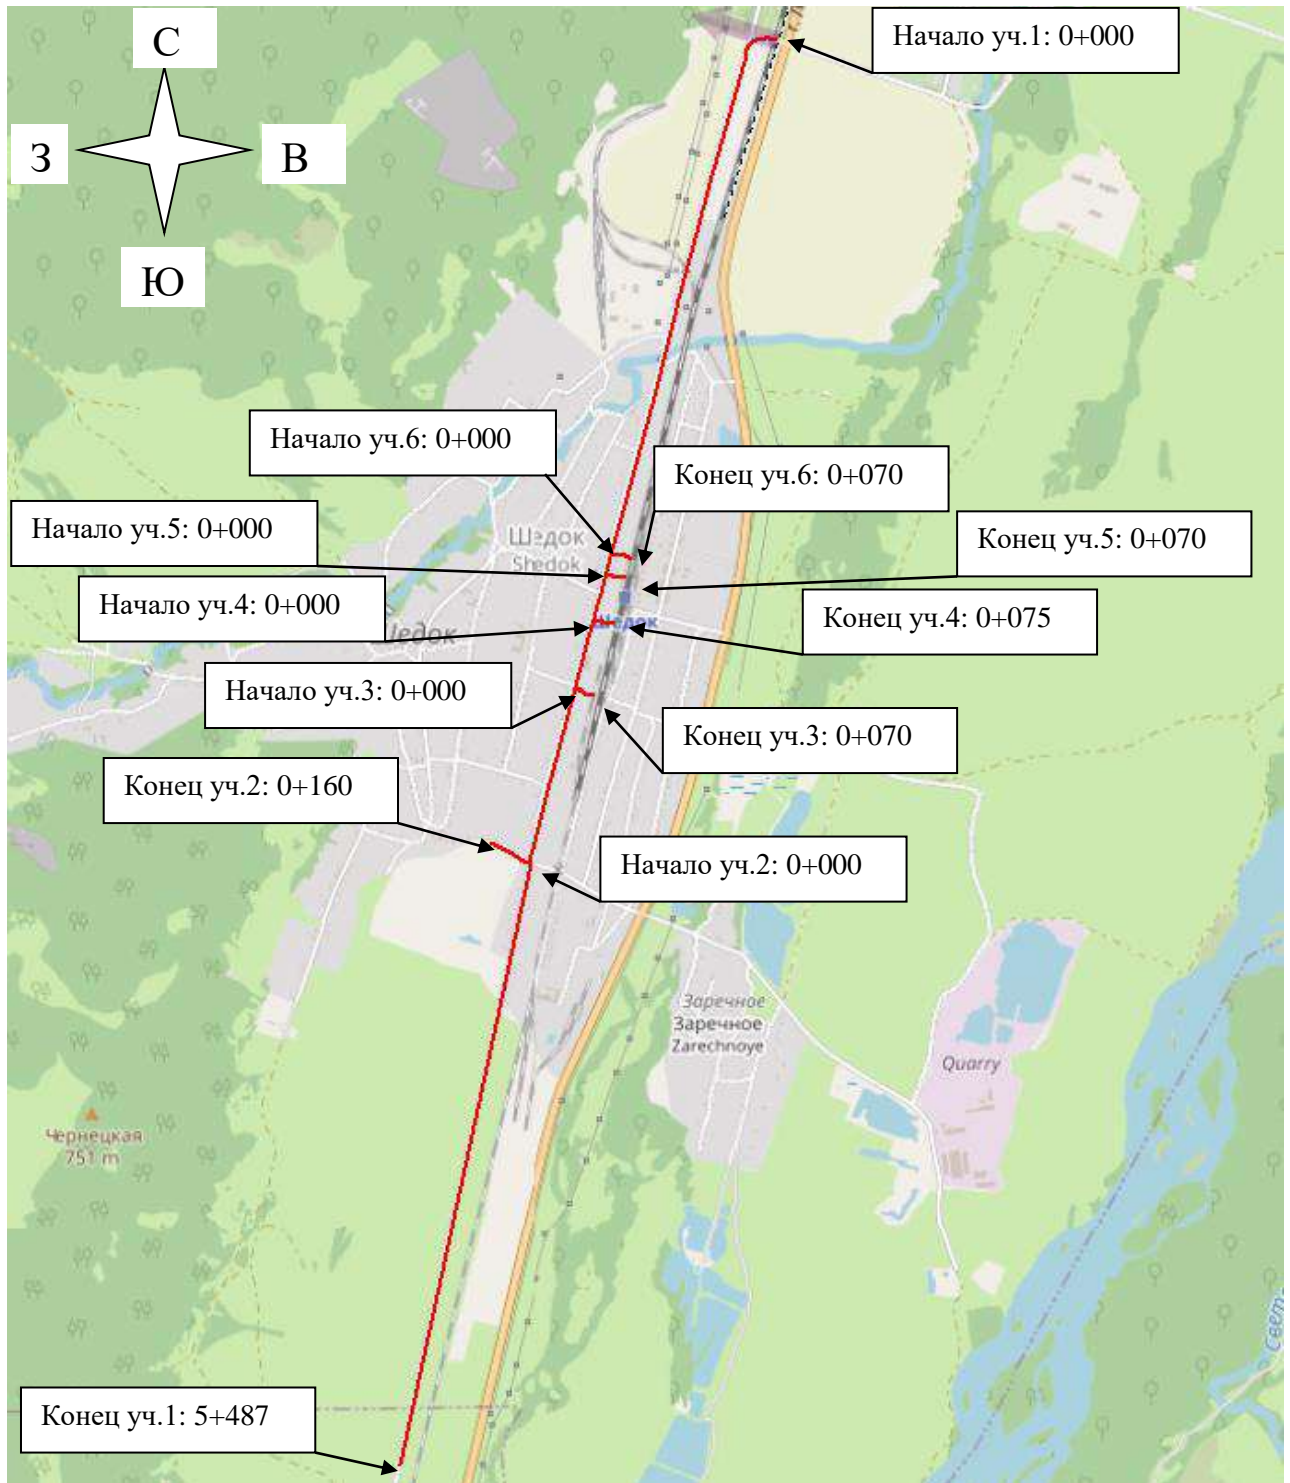 С
Начало уч.1: 0+000
З
В
Ю
Начало уч.6: 0+000
Конец уч.6: 0+070
Начало уч.5: 0+000
Конец уч.5: 0+070
Шедок
Shedok
Начало уч.4: 0+000
Конец уч.4: 0+075
Шедок
Шедок
Начало уч.3: 0+000
Конец уч.3: 0+070
Конец уч.2: 0+160
Начало уч.2: 0+000
Заречное
Заречное
Zarechnoye
Quarry
Чернецкая
751 m
Свет
Конец уч.1: 5+487